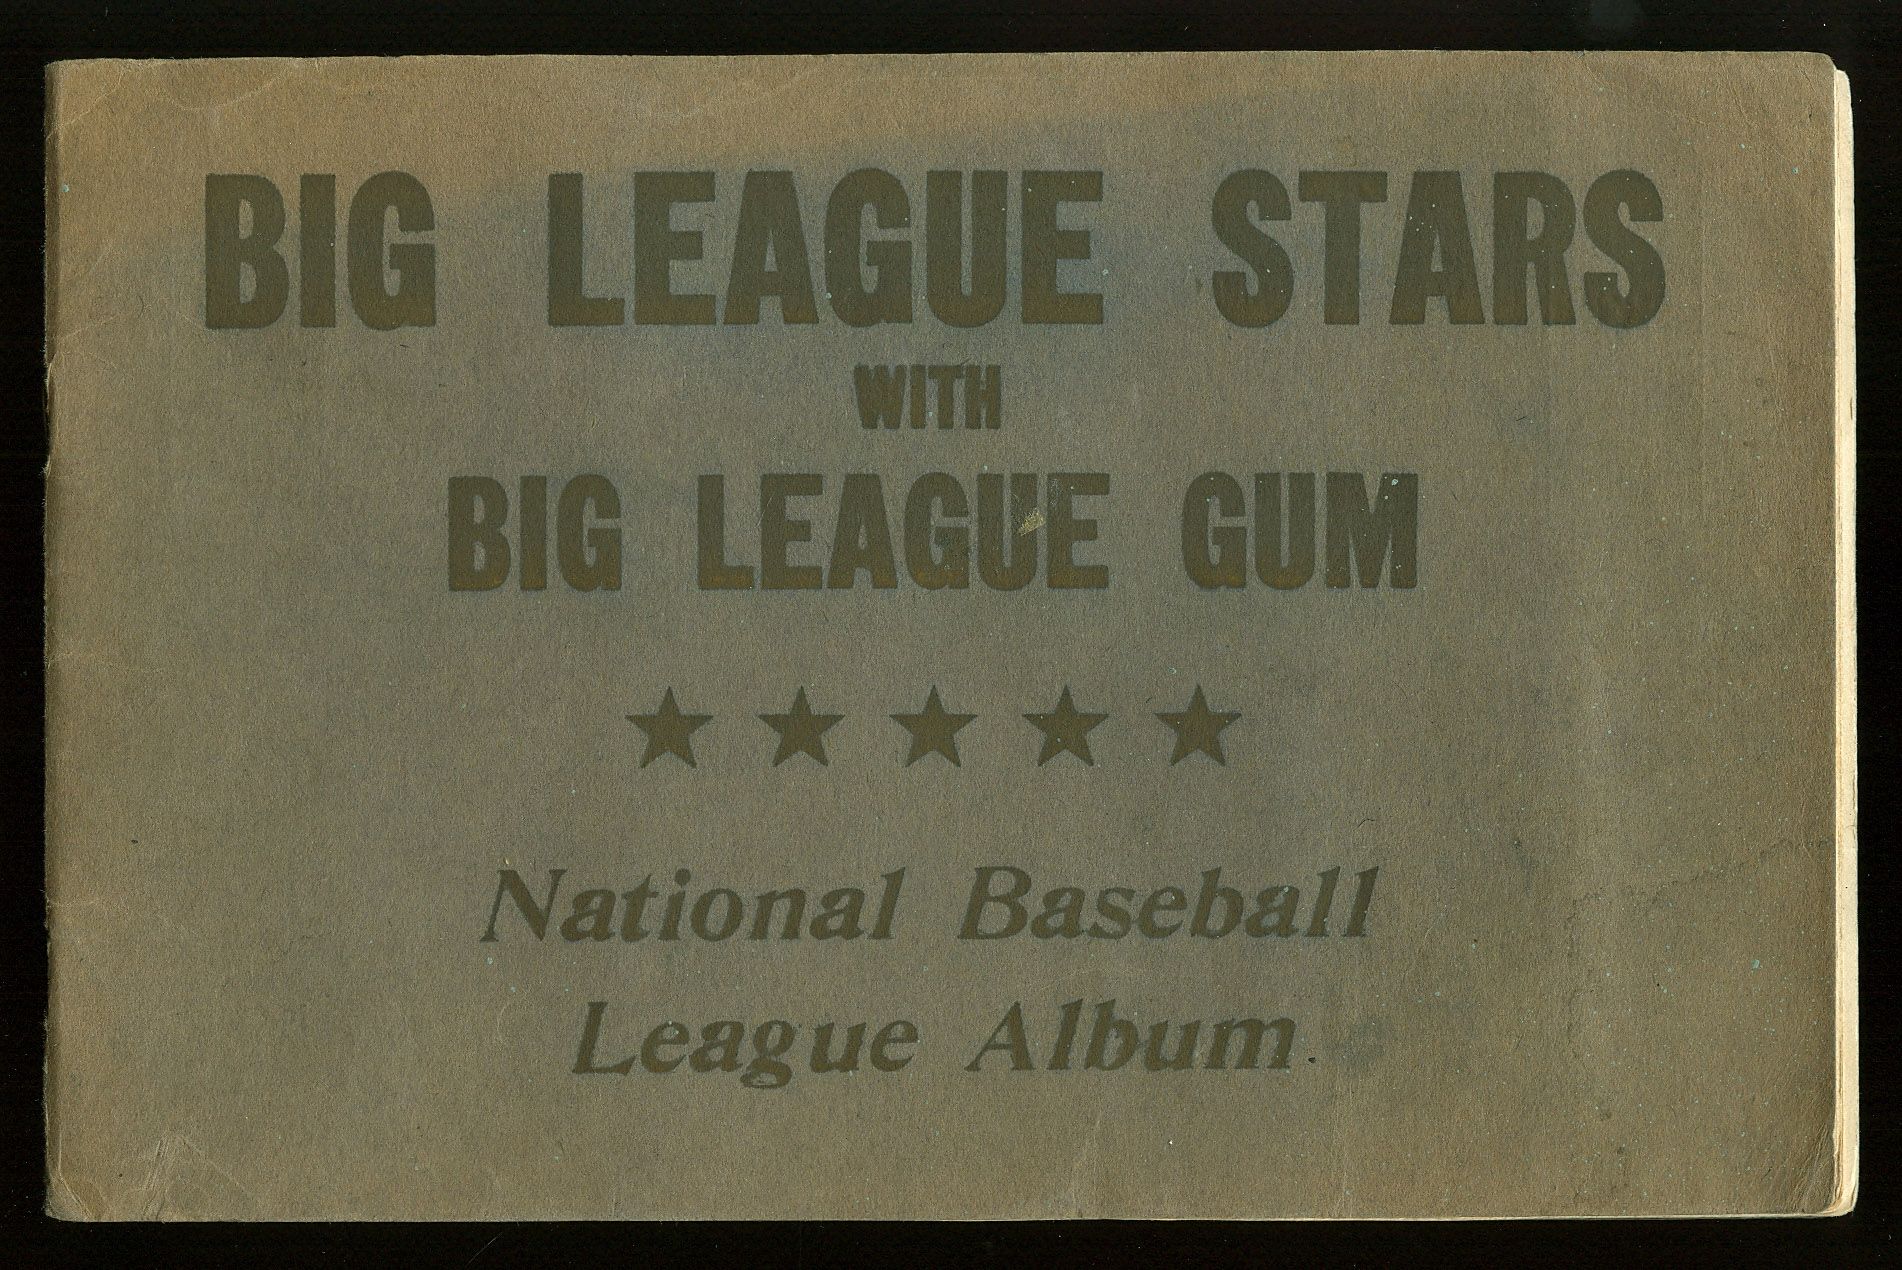 BIG LEAGUE STARS
WITH
BIG LEAGUE GUM
★ ★ ★ ★ ★
National Baseball
League Album